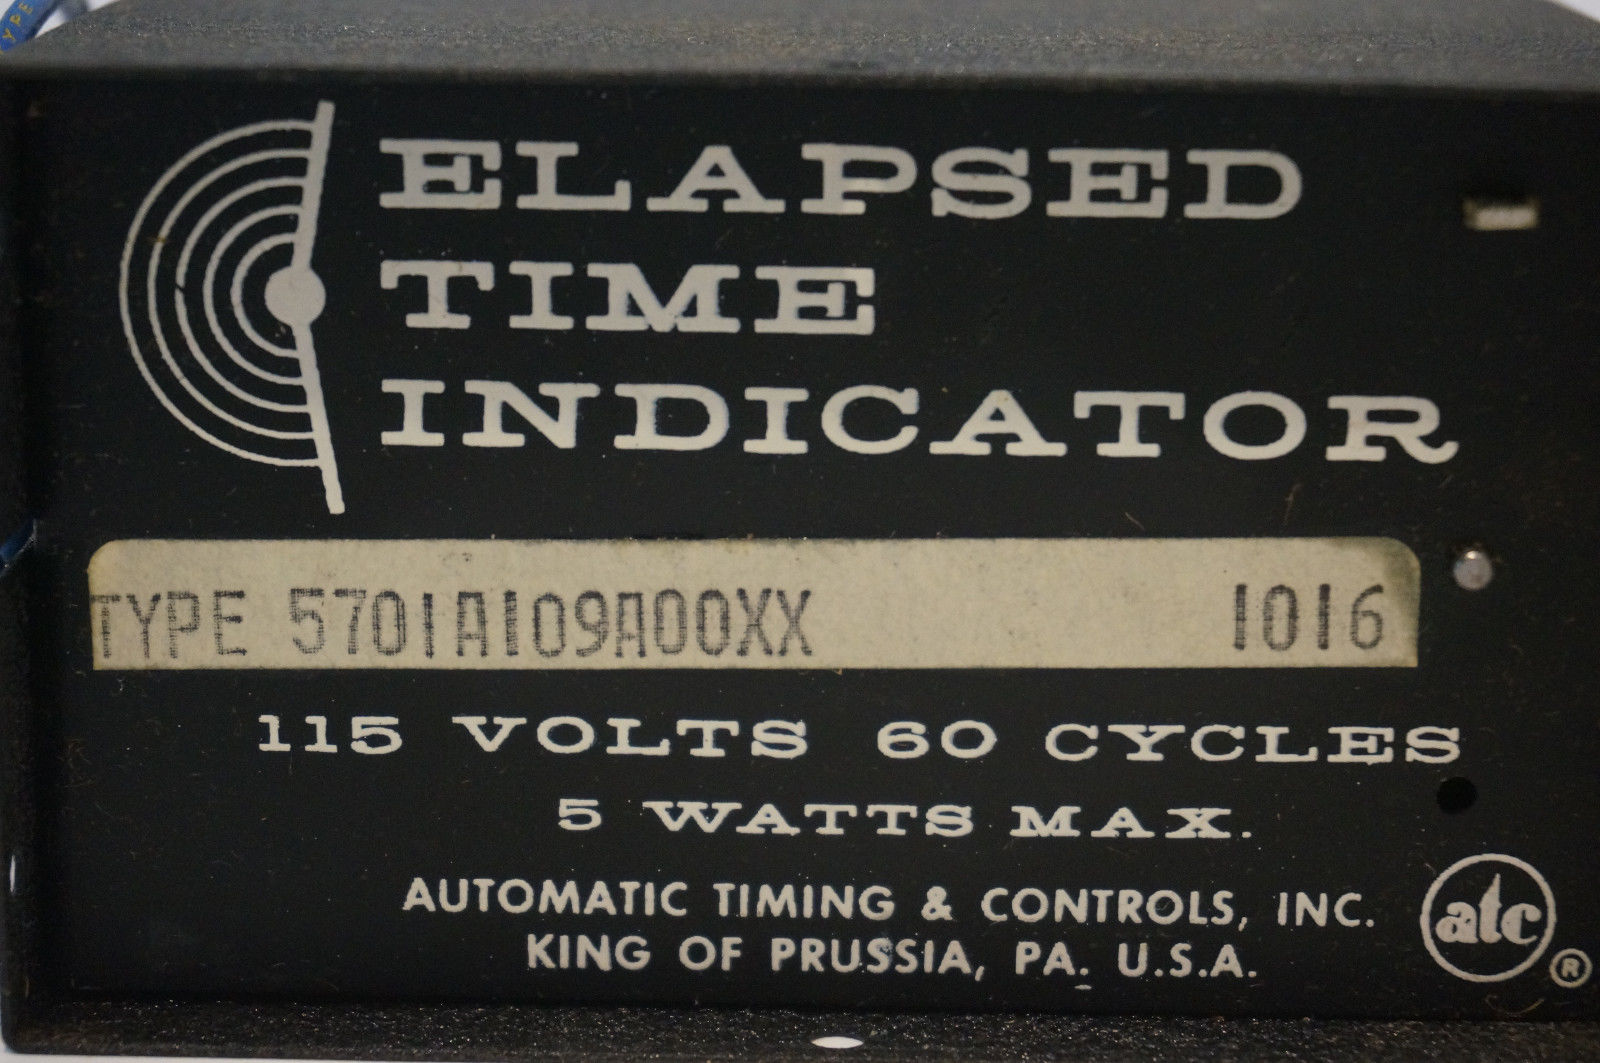 ELAPSED
TIME
INDICATOR
TYPE 5701A109A00XX 1016
115 VOLTS 60 CYCLES
5 WATTS MAX.
AUTOMATIC TIMING & CONTROLS, INC.
KING OF PRUSSIA, PA. U.S.A.
atc ®